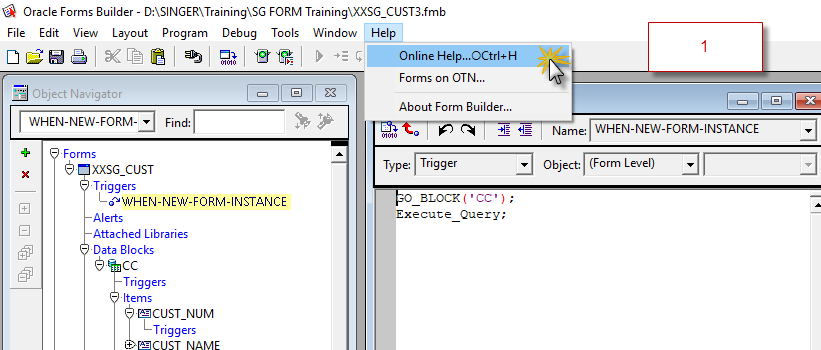 Oracle Forms Builder - D:\SINGER\Training\SG FORM Training\XXSG_CUST3.fmb
File Edit View Layout Program Debug Tools Window Help
1
Online Help...OCtrl+H
Forms on OTN...
About Form Builder...
Object Navigator
WHEN-NEW-FORM- Find:
Name: WHEN-NEW-FORM-INSTANCE
Type: Trigger Object: (Form Level)
Forms
XXSG_CUST
Triggers
WHEN-NEW-FORM-INSTANCE
Alerts
Attached Libraries
Data Blocks
CC
Triggers
Items
CUST_NUM
Triggers
CUST_NAME
GO_BLOCK('CC');
Execute_Query;